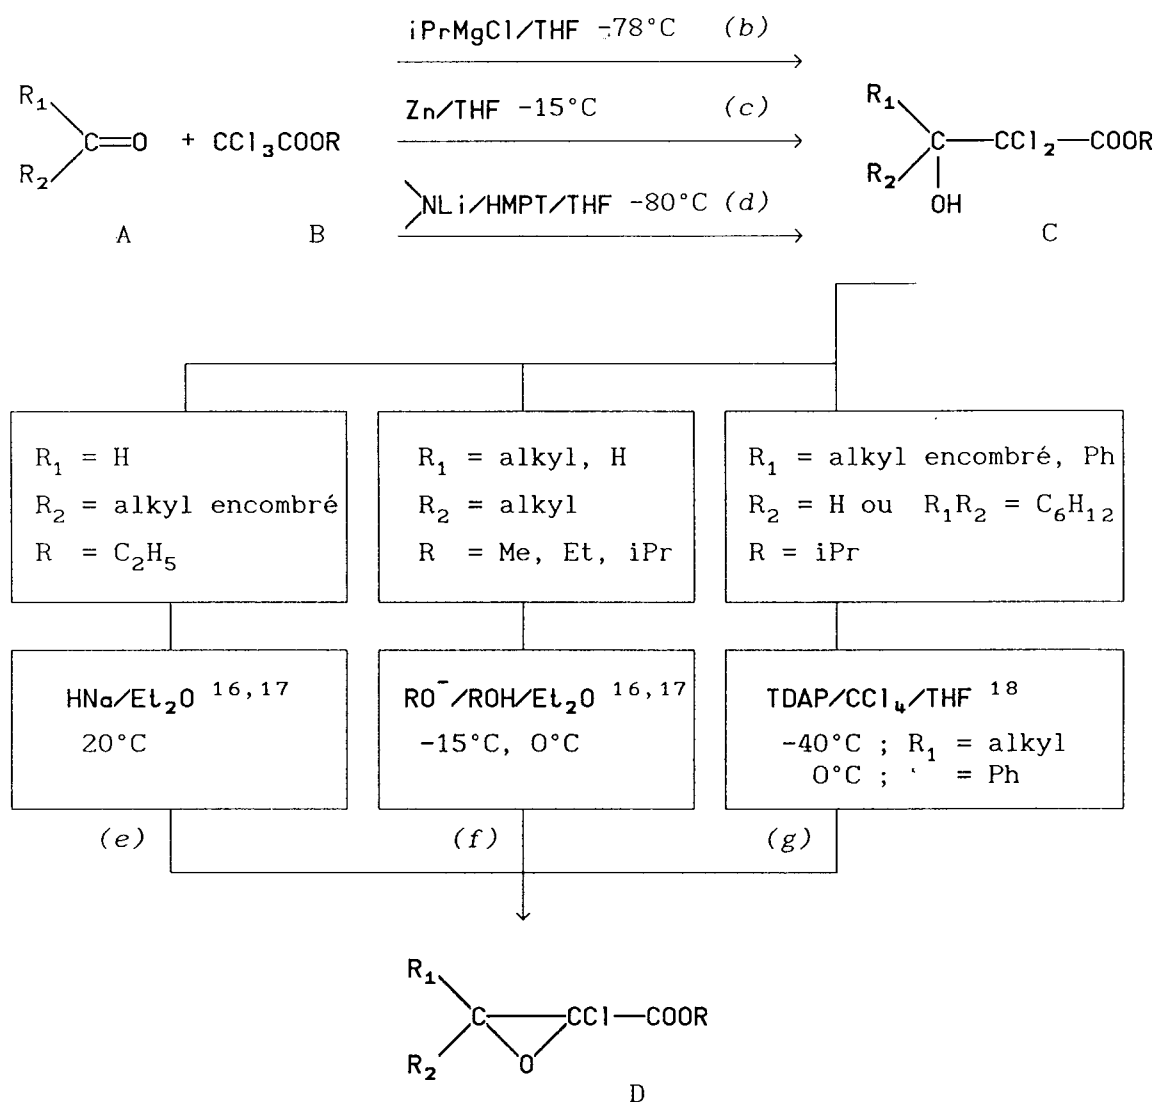 iPrMgCl/THF -78°C (b)
R₁
R₂
C=O + CCl₃COOR
Zn/THF -15°C (c)
R₁
R₂
C—CCl₂—COOR
OH
NLi/HMPT/THF -80°C (d)
A B C
R₁ = H
R₂ = alkyl encombré
R = C₂H₅
R₁ = alkyl, H
R₂ = alkyl
R = Me, Et, iPr
R₁ = alkyl encombré, Ph
R₂ = H ou R₁R₂ = C₆H₁₂
R = iPr
HNa/Et₂O 16,17
20°C
RO⁻/ROH/Et₂O 16,17
-15°C, 0°C
TDAP/CCl₄/THF 18
-40°C ; R₁ = alkyl
0°C ; = Ph
(e) (f) (g)
R₁
C—CCl—COOR
R₂
O
D